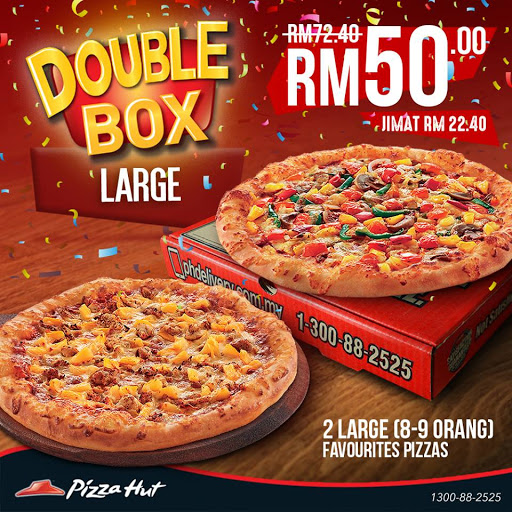 DOUBLE
BOX
LARGE
RM72.40
RM50.00
JIMAT RM 22:40
phdelivery.com.my
1-300-88-2525
2 LARGE (8-9 ORANG)
FAVOURITES PIZZAS
Pizza Hut
1300-88-2525